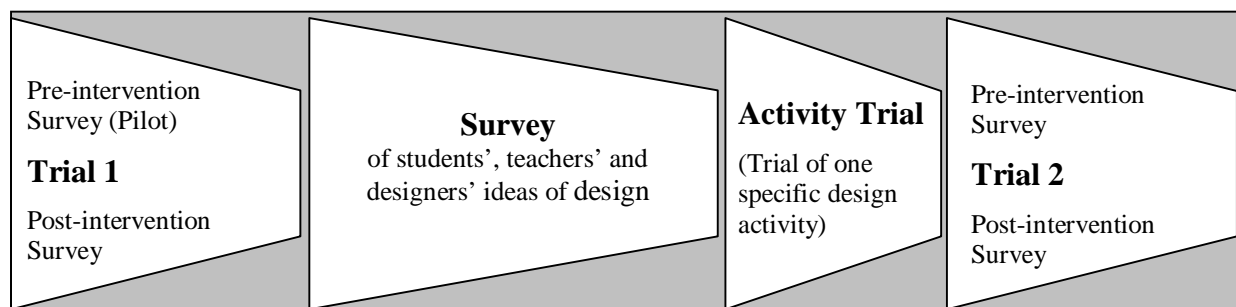 Pre-intervention
Survey (Pilot)
Trial 1
Post-intervention
Survey
Survey
of students’, teachers’ and
designers’ ideas of design
Activity Trial
(Trial of one
specific design
activity)
Pre-intervention
Survey
Trial 2
Post-intervention
Survey